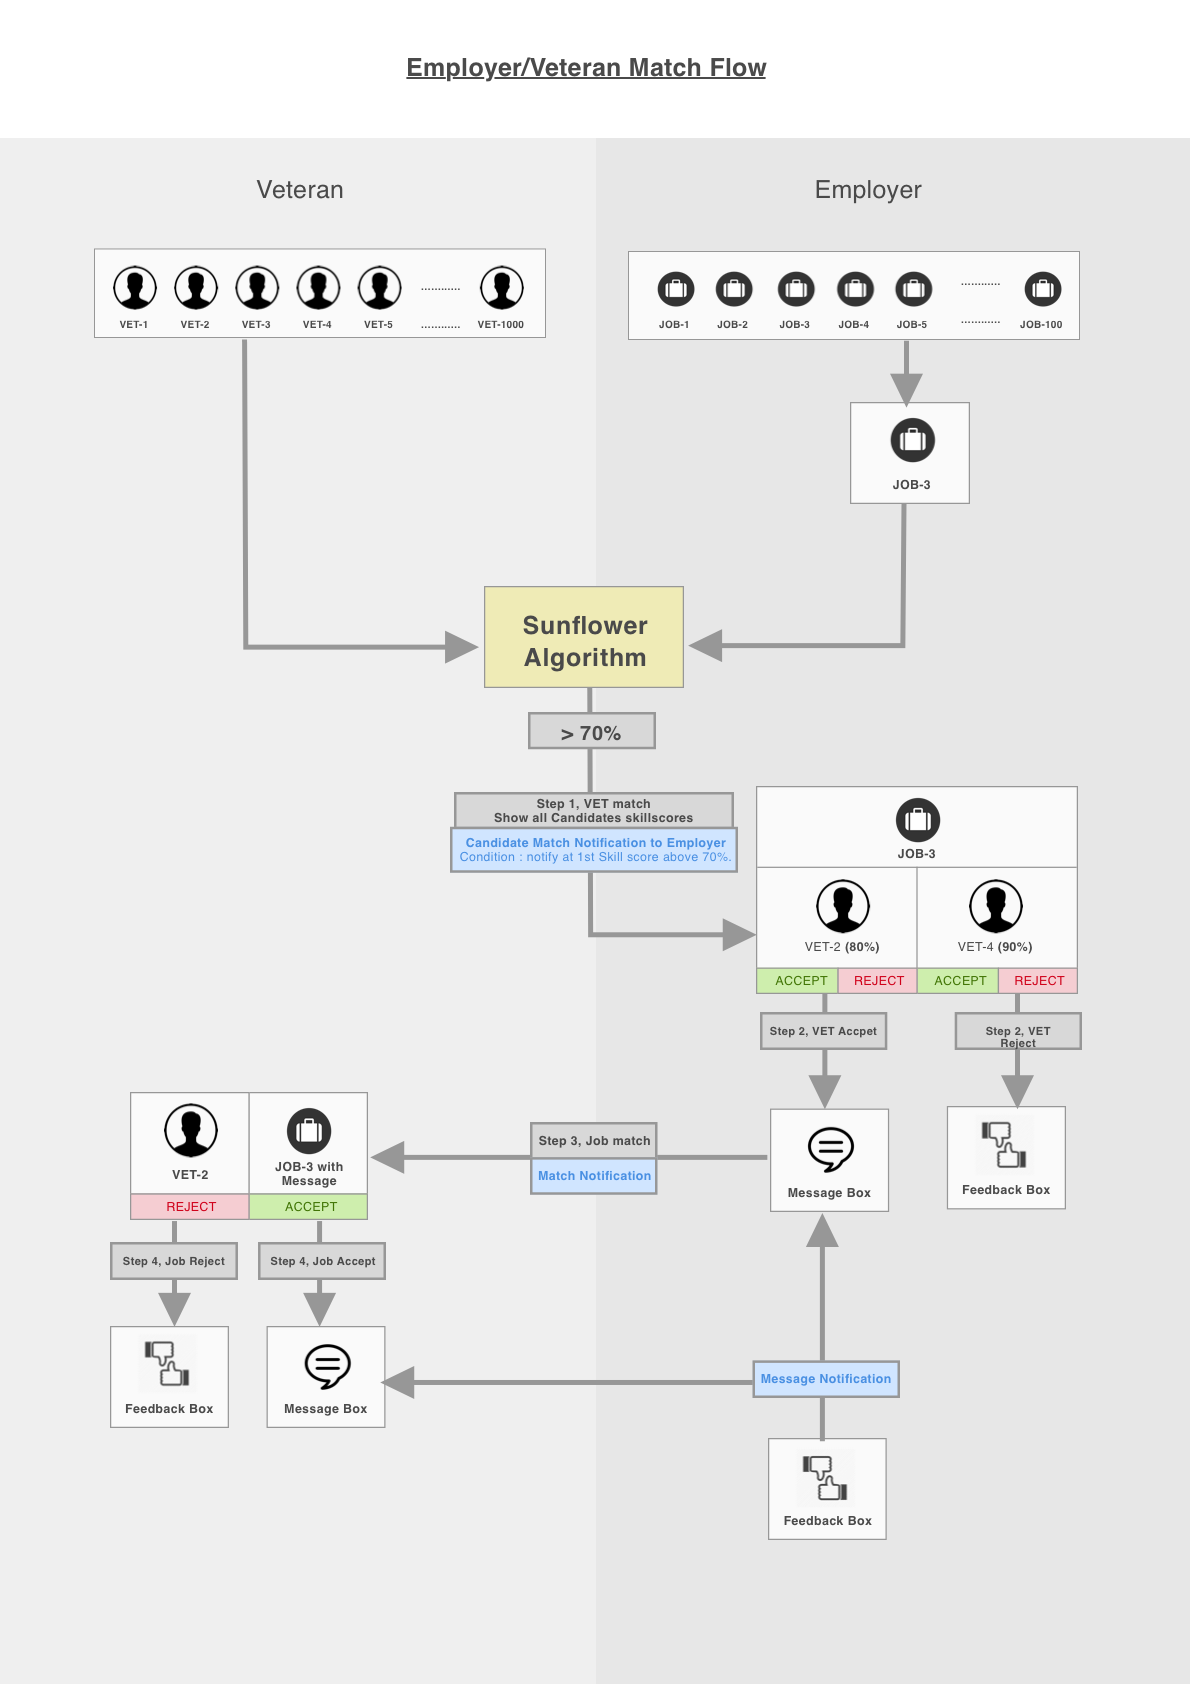 Employer/Veteran Match Flow
Veteran
Employer
VET-1 VET-2 VET-3 VET-4 VET-5 ............ VET-1000
............
JOB-1 JOB-2 JOB-3 JOB-4 JOB-5 ............ JOB-100
............
JOB-3
Sunflower
Algorithm
> 70%
Step 1, VET match
Show all Candidates skillscores
Candidate Match Notification to Employer
Condition : notify at 1st Skill score above 70%.
JOB-3
VET-2 (80%)
VET-4 (90%)
ACCEPT
REJECT
ACCEPT
REJECT
Step 2, VET Accpet
Step 2, VET
Reject
Message Box
Feedback Box
Step 3, Job match
Match Notification
VET-2
JOB-3 with
Message
REJECT
ACCEPT
Step 4, Job Reject
Step 4, Job Accept
Feedback Box
Message Box
Message Notification
Feedback Box